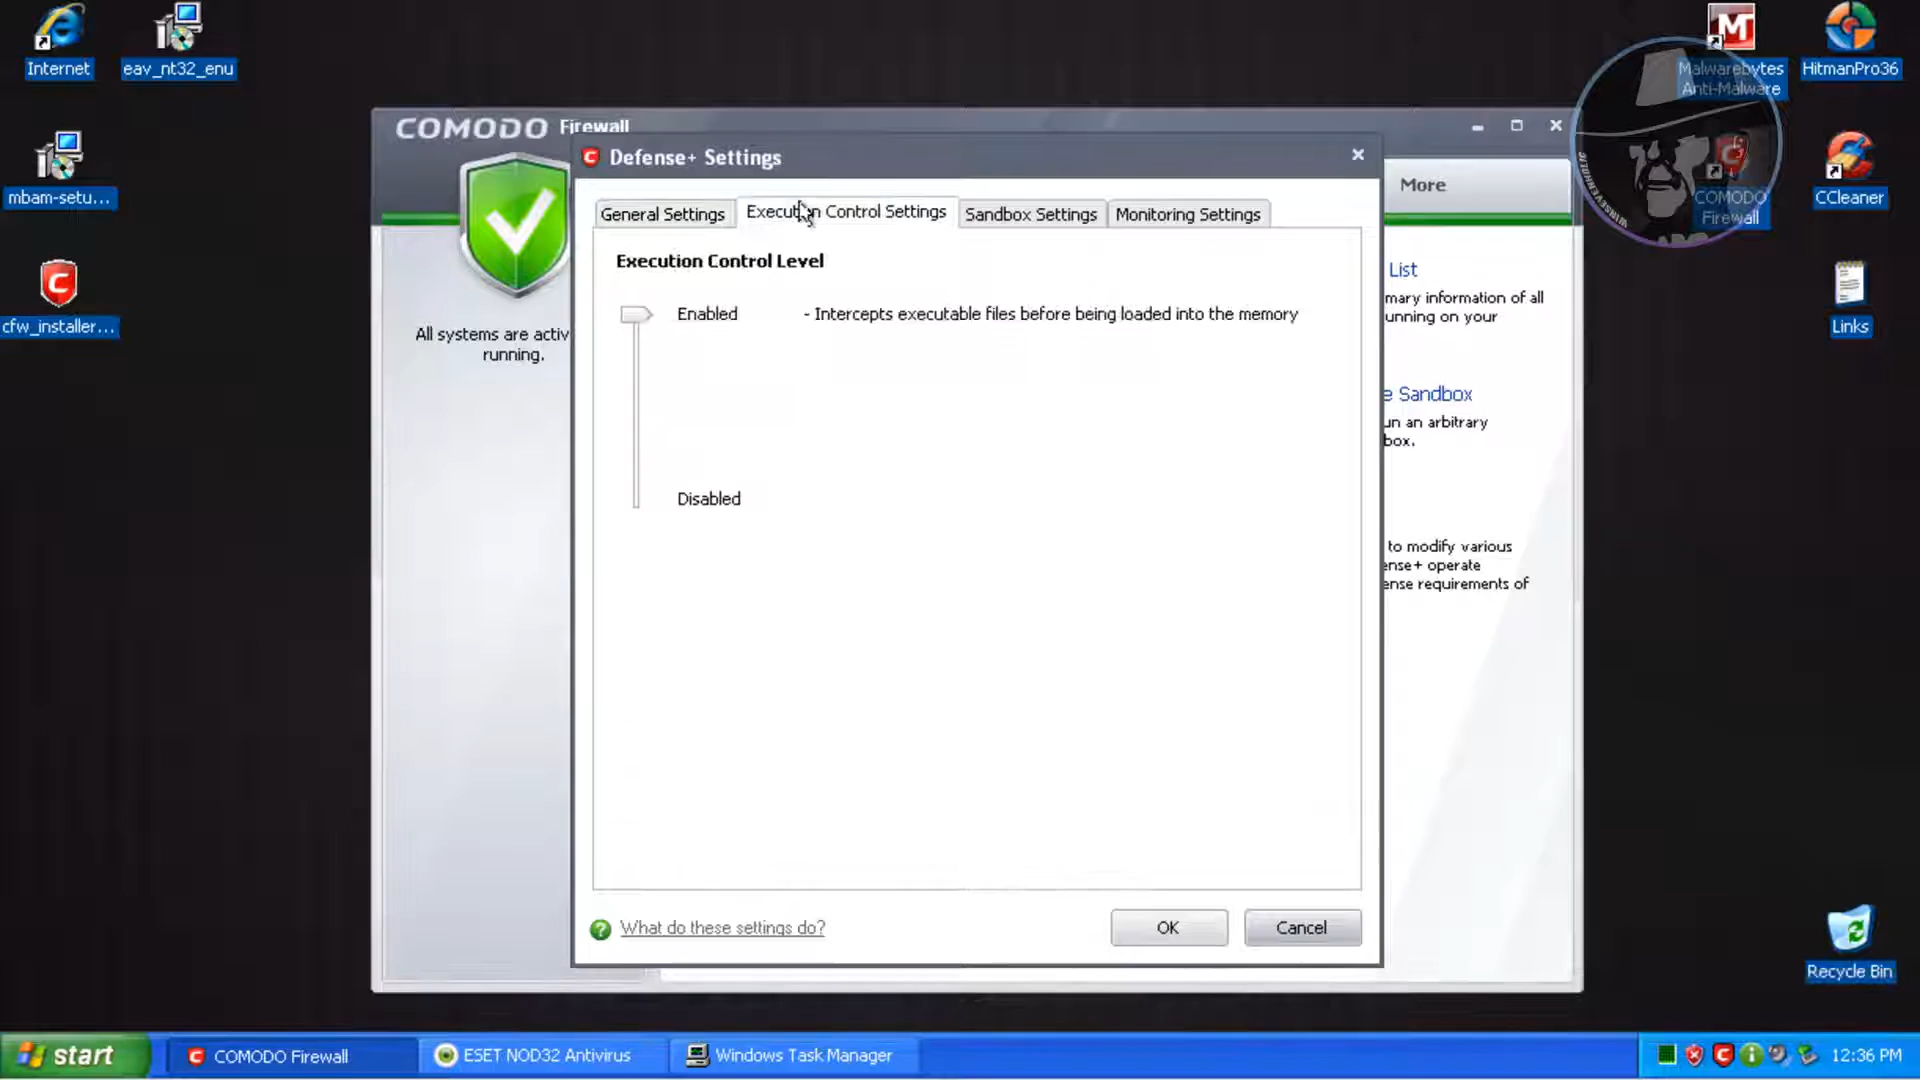 Internet
eav_nt32_enu
mbam-setu...
cfw_installer...
Malwarebytes
Anti-Malware
HitmanPro36
COMODO
Firewall
CCleaner
Links
Recycle Bin
WINSEVENHOLIC
COMODO Firewall
More
All systems are activ
running.
List
mary information of all
unning on your
e Sandbox
un an arbitrary
box.
to modify various
ense+ operate
ense requirements of
Defense+ Settings
General Settings
Execution Control Settings
Sandbox Settings
Monitoring Settings
Execution Control Level
Enabled - Intercepts executable files before being loaded into the memory
Disabled
What do these settings do?
OK
Cancel
start
COMODO Firewall
ESET NOD32 Antivirus
Windows Task Manager
12:36 PM